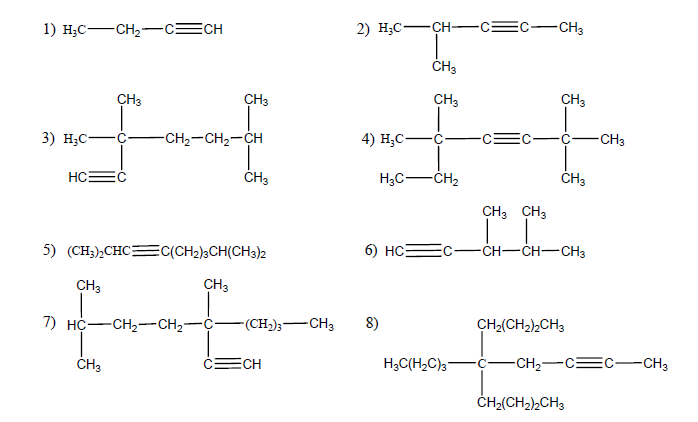 1) H₃C—CH₂—C≡CH
2) H₃C—CH—C≡C—CH₃
CH₃
CH₃ CH₃
3) H₃C—C—CH₂—CH₂—CH
HC≡C CH₃
CH₃ CH₃
4) H₃C—C—C≡C—C—CH₃
H₃C—CH₂ CH₃
5) (CH₃)₂CHC≡C(CH₂)₃CH(CH₃)₂
CH₃ CH₃
6) HC≡C—CH—CH—CH₃
CH₃ CH₃
7) HC—CH₂—CH₂—C—(CH₂)₃—CH₃
CH₃ C≡CH
8) CH₂(CH₂)₂CH₃
H₃C(H₂C)₃—C—CH₂—C≡C—CH₃
CH₂(CH₂)₂CH₃